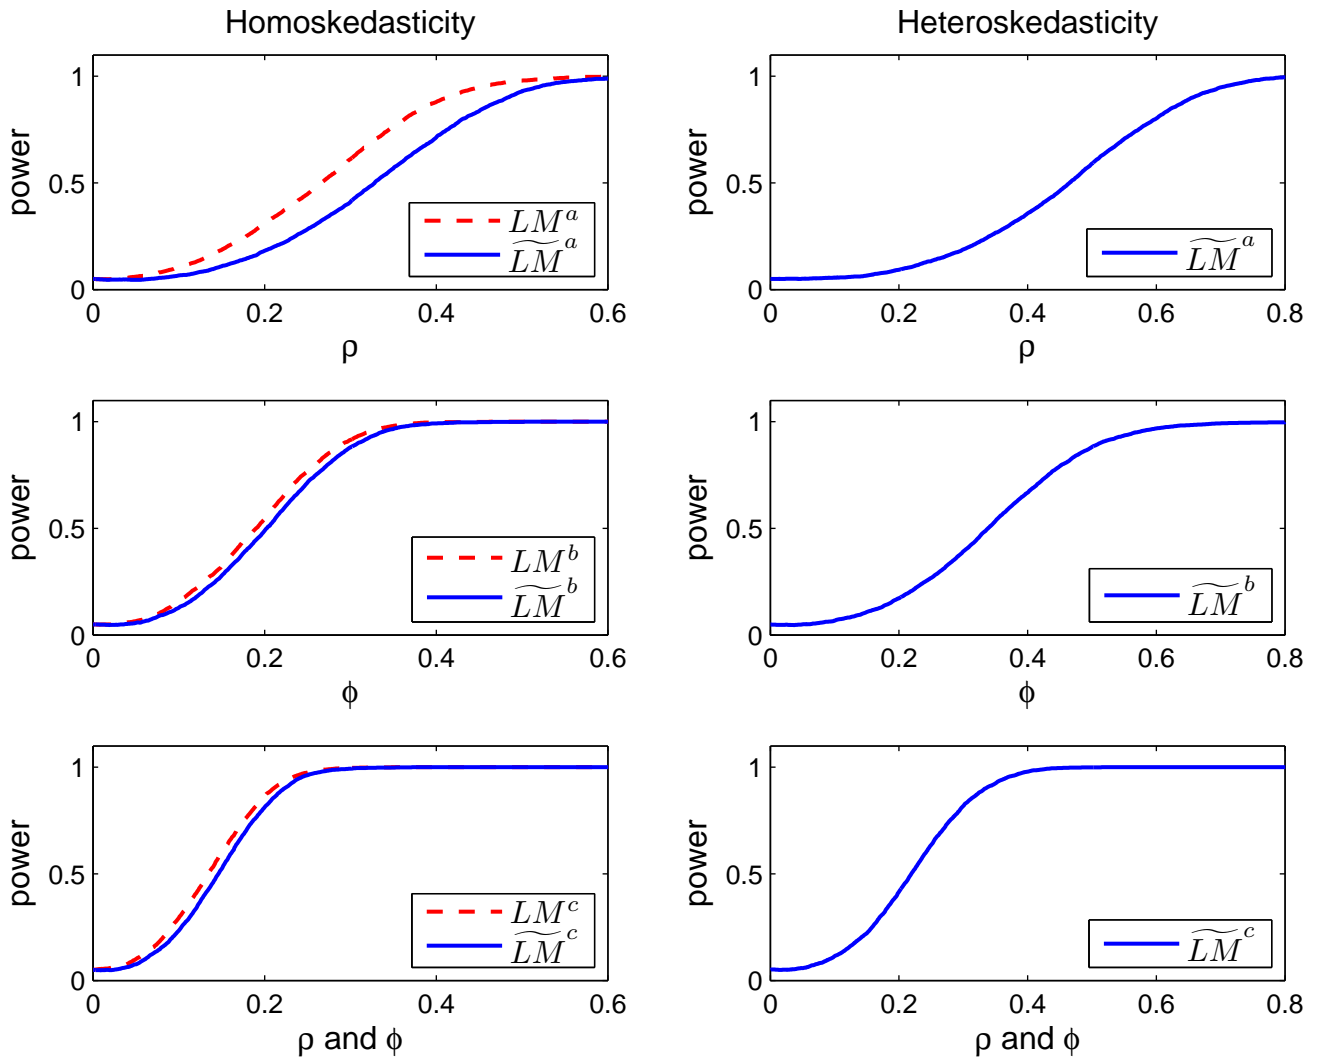 Homoskedasticity
Heteroskedasticity
power
1
0.5
0
0
0.2
0.4
0.6
ρ
LM^a
\widetilde{LM}^a
power
1
0.5
0
0
0.2
0.4
0.6
0.8
ρ
\widetilde{LM}^a
power
1
0.5
0
0
0.2
0.4
0.6
ϕ
LM^b
\widetilde{LM}^b
power
1
0.5
0
0
0.2
0.4
0.6
0.8
ϕ
\widetilde{LM}^b
power
1
0.5
0
0
0.2
0.4
0.6
ρ and ϕ
LM^c
\widetilde{LM}^c
power
1
0.5
0
0
0.2
0.4
0.6
0.8
ρ and ϕ
\widetilde{LM}^c